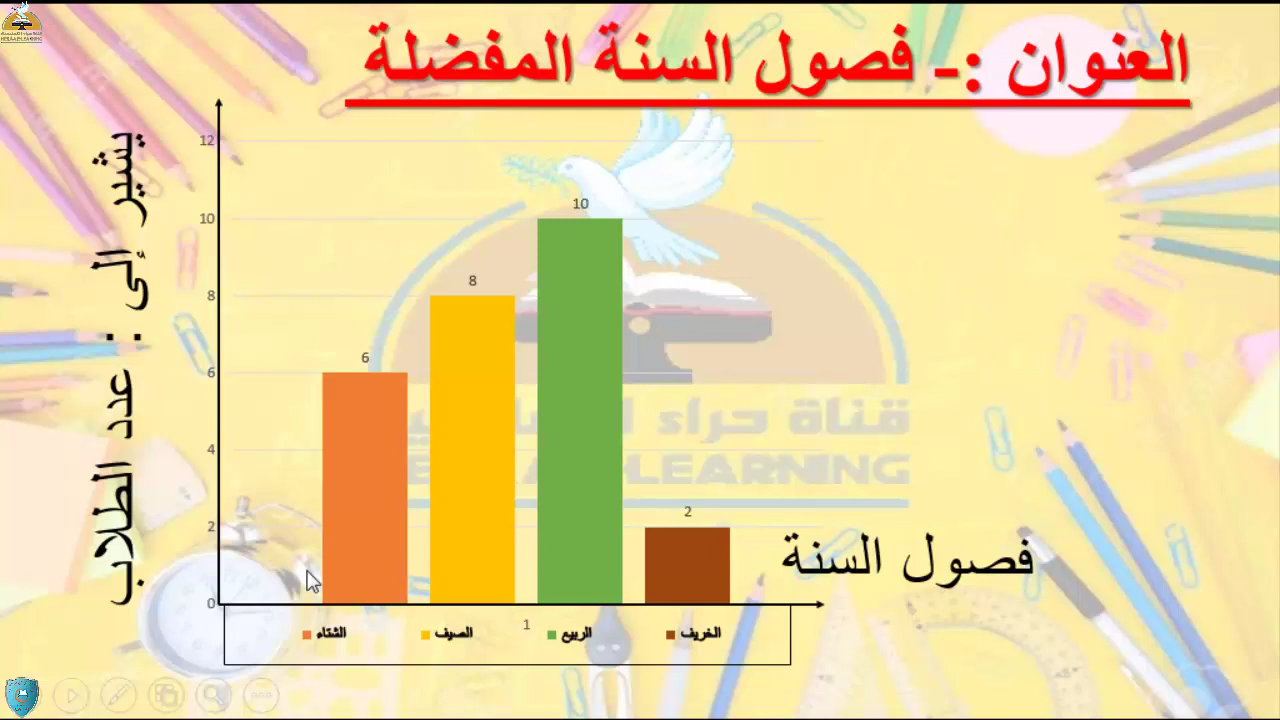 العنوان :- فصول السنة المفضلة
يشير إلى : عدد الطلاب
12
10
8
6
4
2
0
6
8
10
2
فصول السنة
1
الشتاء
الصيف
الربيع
الخريف
قناة حراء
LEARNING